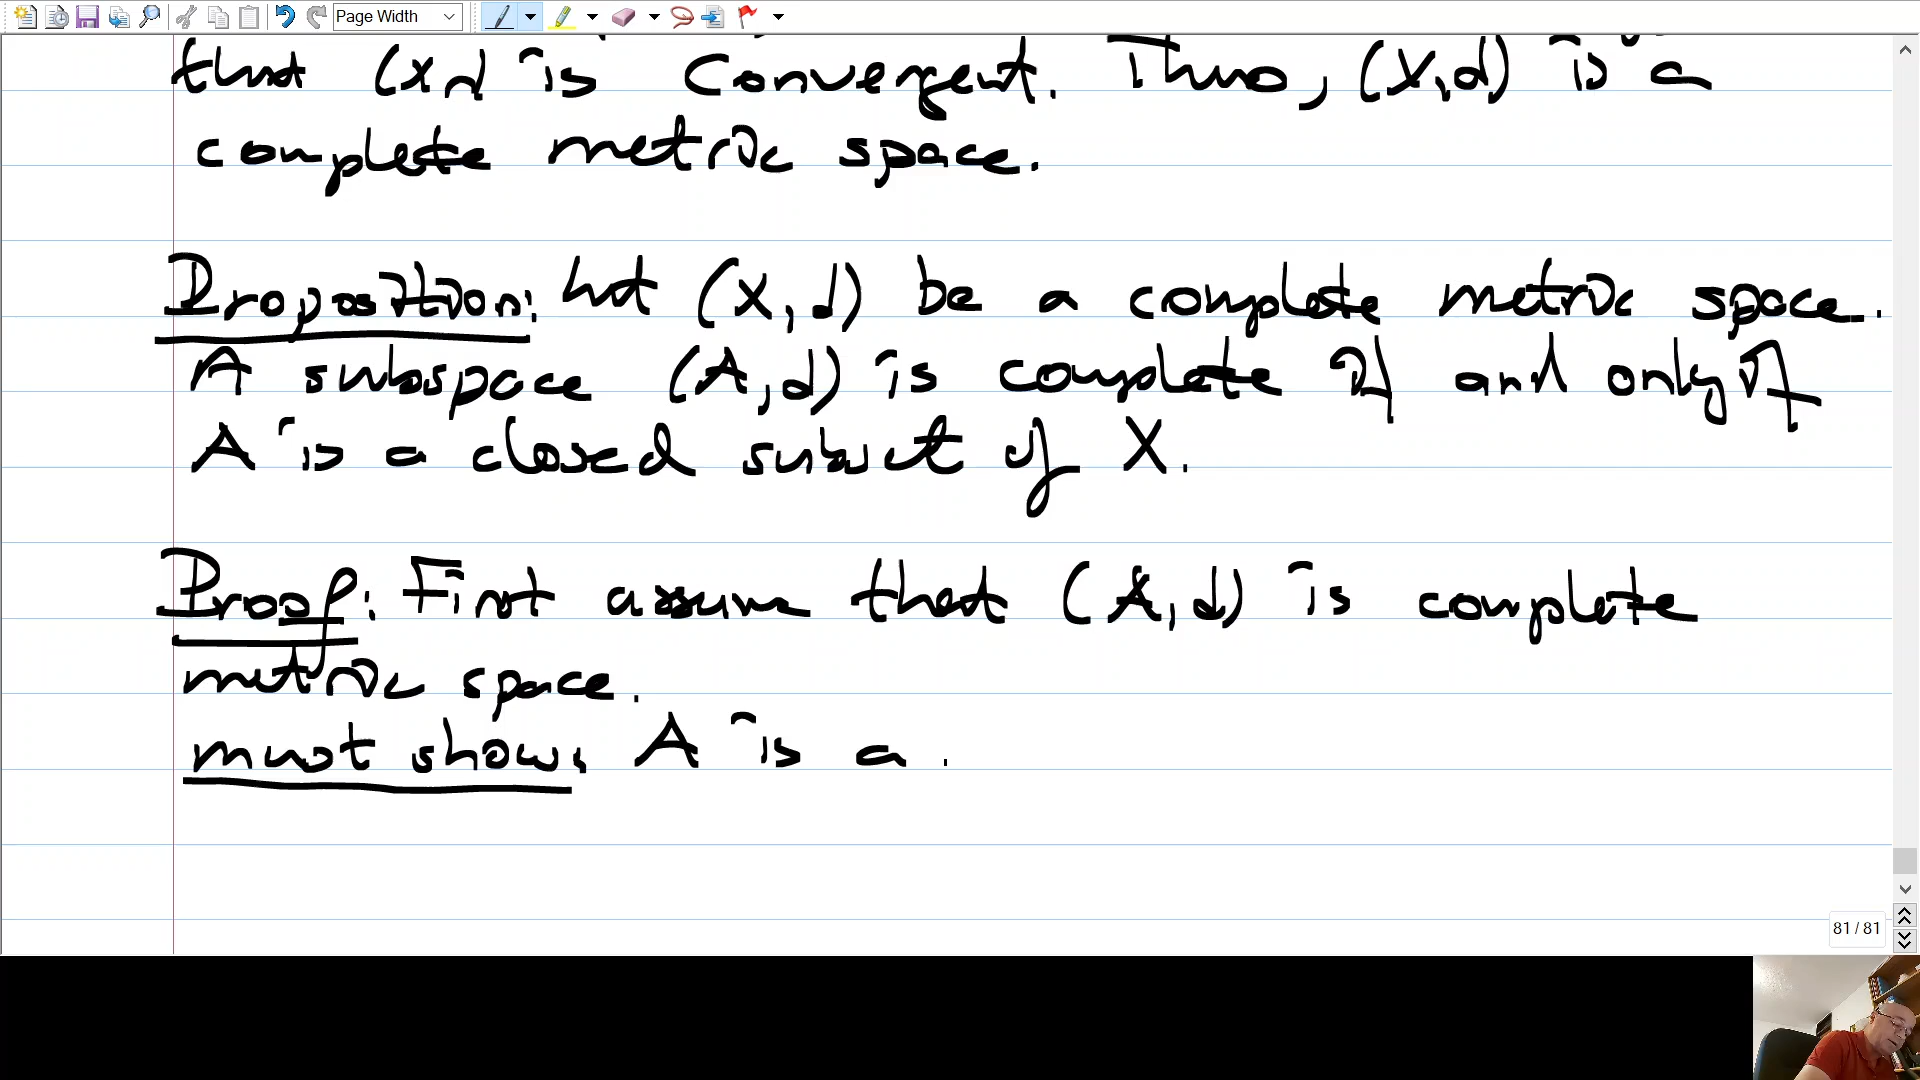 Page Width
that (xn) is convergent. Thus, (X,d) is a
complete metric space.
Proposition: Let (X,d) be a complete metric space.
A subspace (A,d) is complete if and only if
A is a closed subset of X.
Proof: First assume that (A,d) is complete
metric space.
must show: A is a
81 / 81